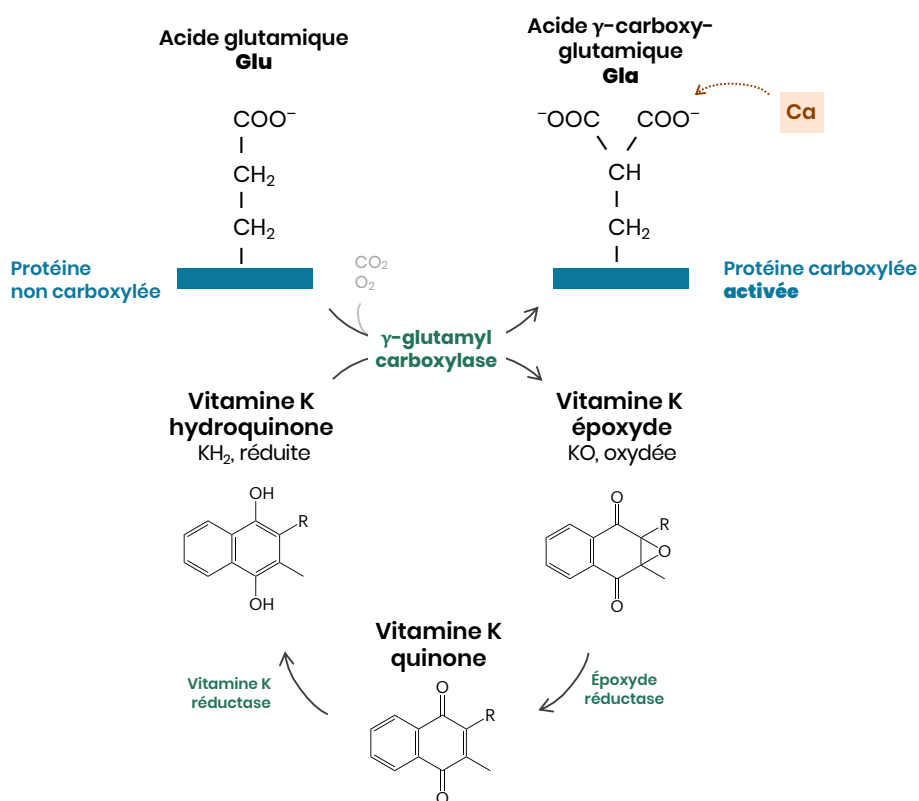 Acide glutamique
Glu
Acide γ-carboxy-
glutamique
Gla
COO⁻
CH₂
CH₂
⁻OOC COO⁻
CH
CH₂
Ca
Protéine
non carboxylée
CO₂
O₂
Protéine carboxylée
activée
γ-glutamyl
carboxylase
Vitamine K
hydroquinone
KH₂, réduite
Vitamine K
époxyde
KO, oxydée
OH
R
OH
O
R
O
O
Vitamine K
quinone
Vitamine K
réductase
Époxyde
réductase
O
R
O